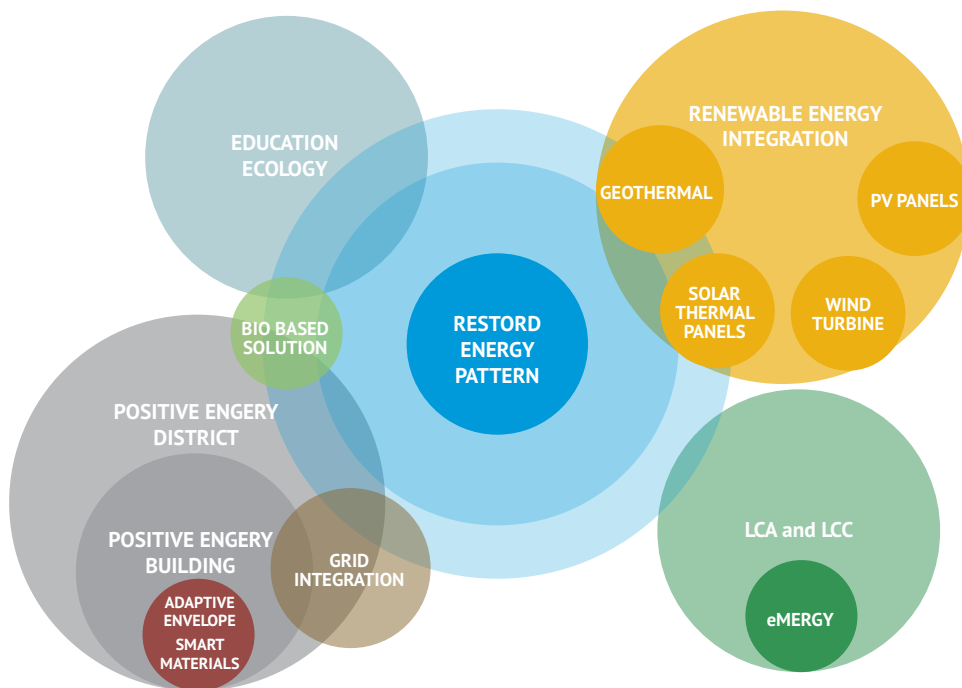 EDUCATION
ECOLOGY
RENEWABLE ENERGY
INTEGRATION
GEOTHERMAL
PV PANELS
SOLAR
THERMAL
PANELS
WIND
TURBINE
BIO BASED
SOLUTION
RESTORD
ENERGY
PATTERN
POSITIVE ENGERY
DISTRICT
POSITIVE ENGERY
BUILDING
ADAPTIVE
ENVELOPE
SMART
MATERIALS
GRID
INTEGRATION
LCA and LCC
eMERGY